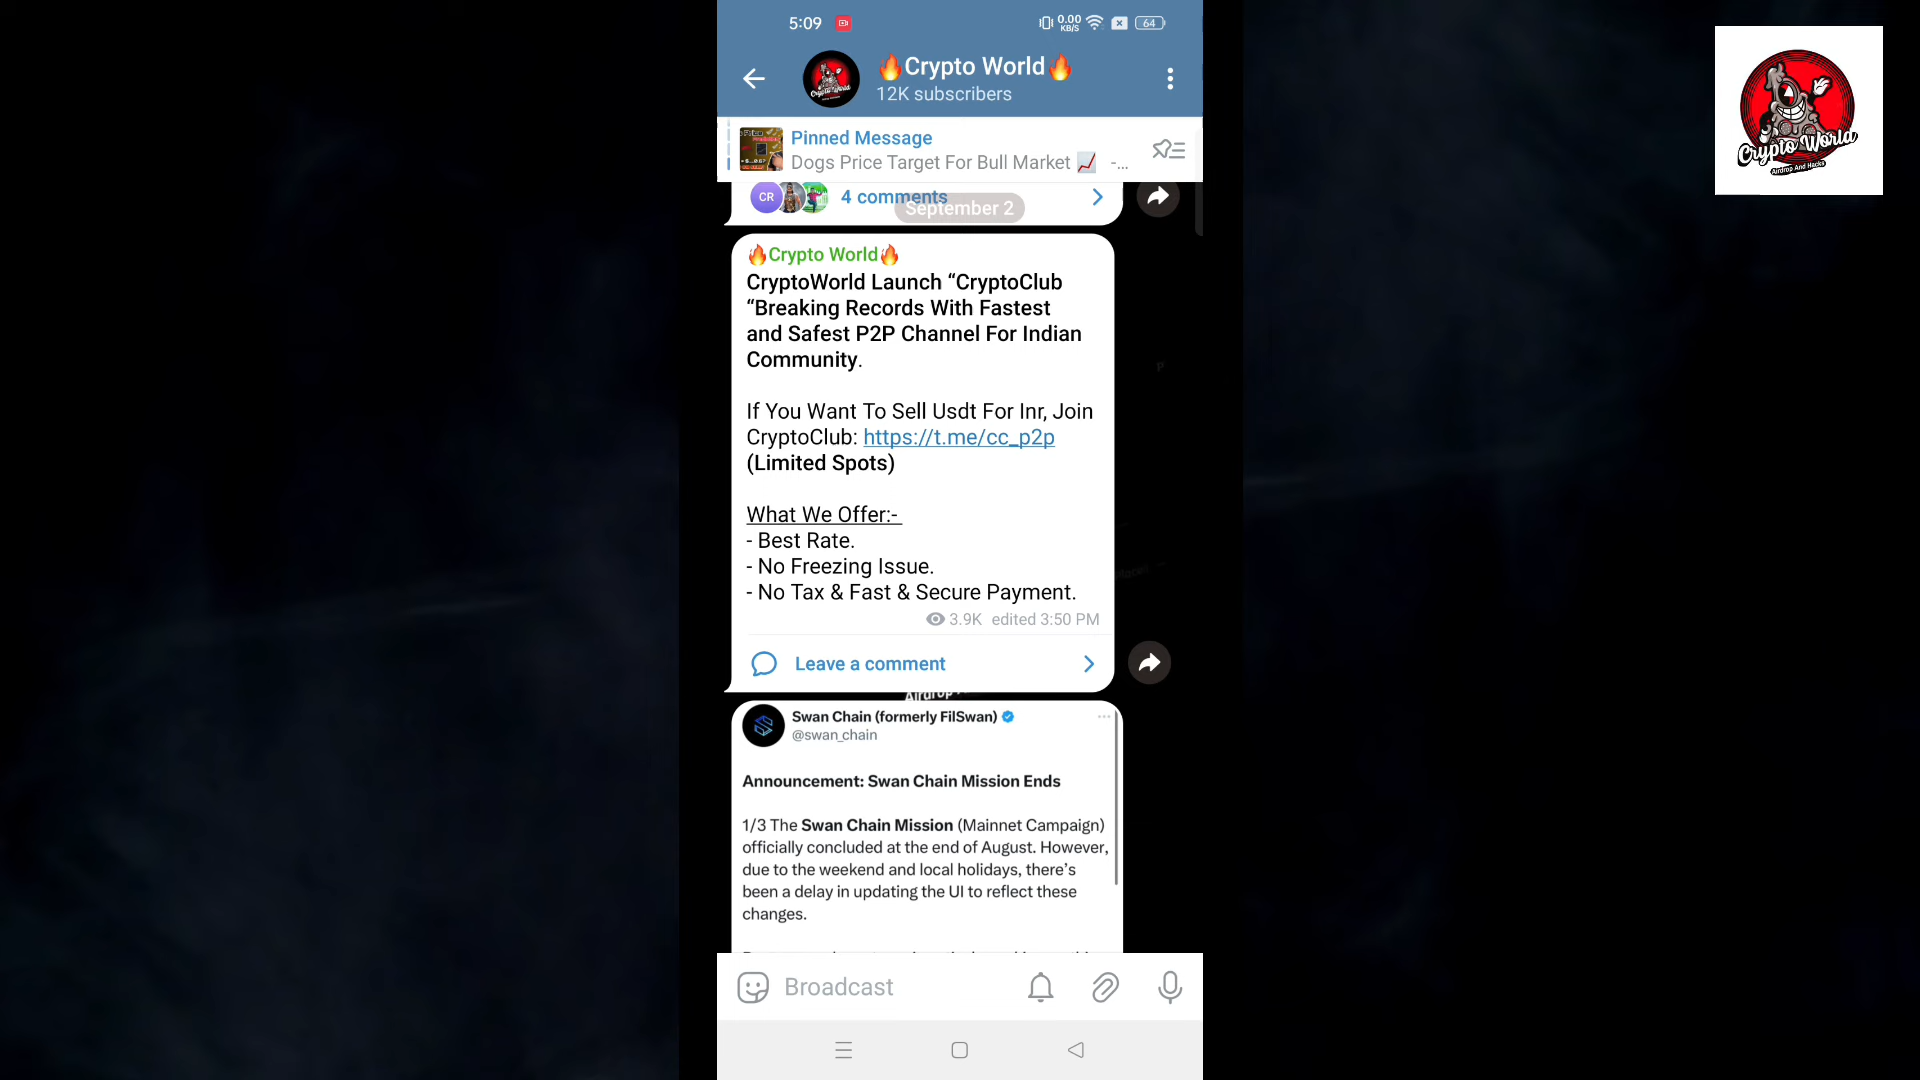 5:09
0.00
KB/S
64
🔥Crypto World🔥
12K subscribers
Pinned Message
Dogs Price Target For Bull Market 📈 -...
CR
4 comments
September 2
🔥Crypto World🔥
CryptoWorld Launch “CryptoClub
“Breaking Records With Fastest
and Safest P2P Channel For Indian
Community.
If You Want To Sell Usdt For Inr, Join
CryptoClub: https://t.me/cc_p2p
(Limited Spots)
What We Offer:-
- Best Rate.
- No Freezing Issue.
- No Tax & Fast & Secure Payment.
3.9K edited 3:50 PM
Leave a comment
Swan Chain (formerly FilSwan)
@swan_chain
Announcement: Swan Chain Mission Ends
1/3 The Swan Chain Mission (Mainnet Campaign)
officially concluded at the end of August. However,
due to the weekend and local holidays, there’s
been a delay in updating the UI to reflect these
changes.
Broadcast
Crypto World
Airdrop And Hacks